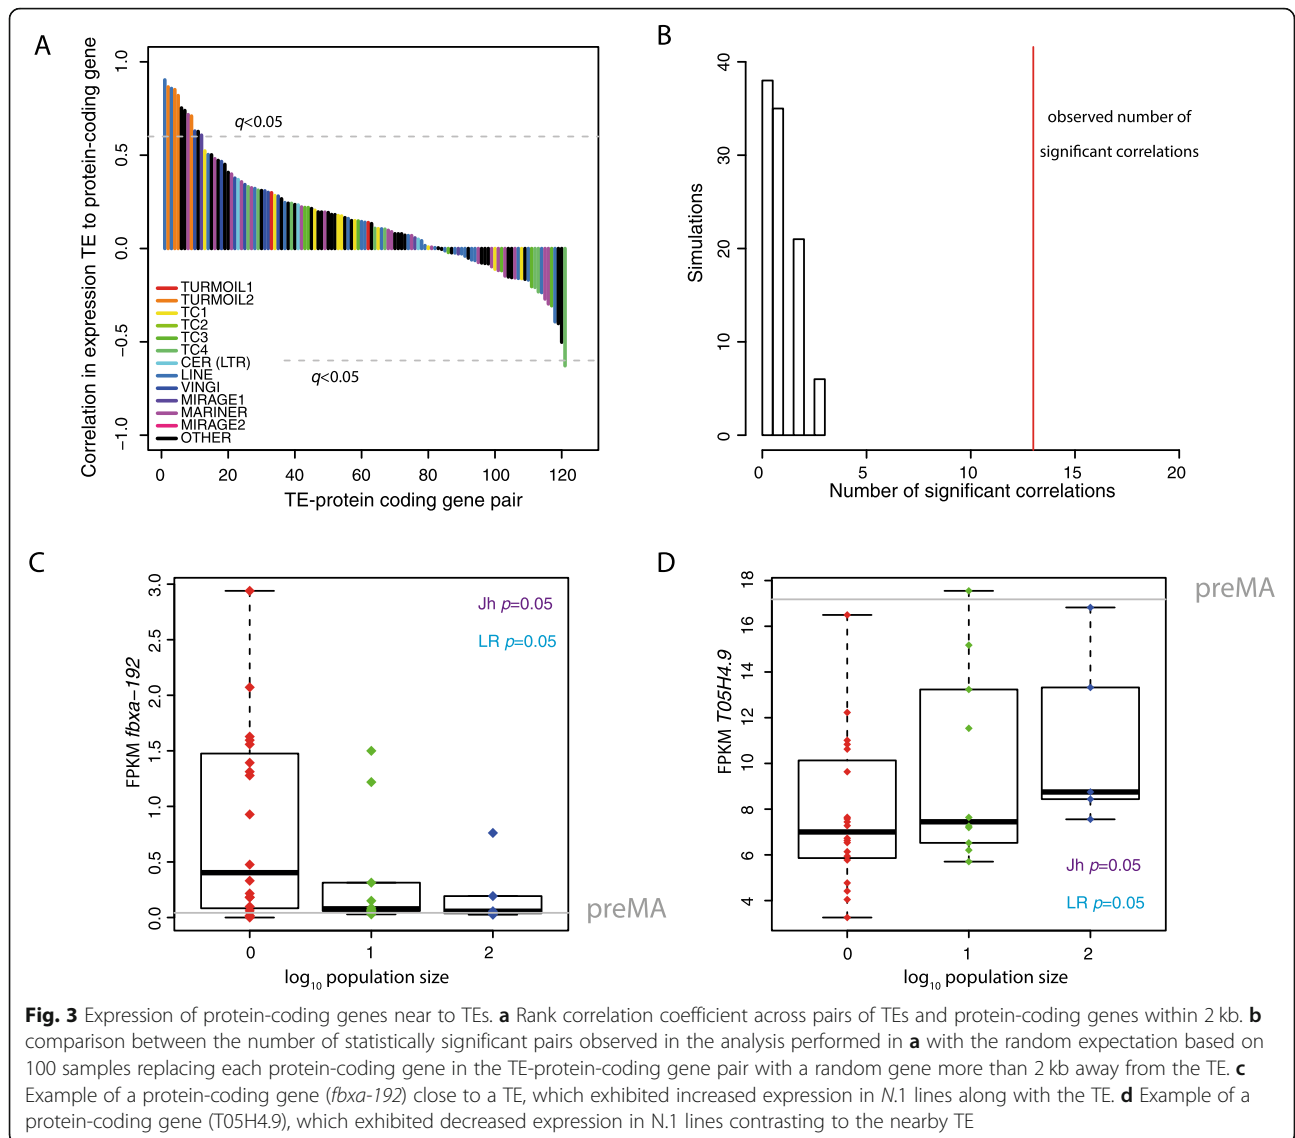 A
Correlation in expression TE to protein-coding gene
1.0
0.5
0.0
−0.5
−1.0
q<0.05
q<0.05
TURMOIL1
TURMOIL2
TC1
TC2
TC3
TC4
CER (LTR)
LINE
VINGI
MIRAGE1
MARINER
MIRAGE2
OTHER
0 20 40 60 80 100 120
TE-protein coding gene pair
B
Simulations
40
30
20
10
0
observed number of
significant correlations
0 5 10 15 20
Number of significant correlations
C
FPKM fbxa−192
3.0
2.5
2.0
1.5
1.0
0.5
0.0
Jh p=0.05
LR p=0.05
preMA
0 1 2
log10 population size
D
FPKM T05H4.9
18
16
14
12
10
8
6
4
preMA
Jh p=0.05
LR p=0.05
0 1 2
log10 population size
Fig. 3 Expression of protein-coding genes near to TEs. a Rank correlation coefficient across pairs of TEs and protein-coding genes within 2 kb. b
comparison between the number of statistically significant pairs observed in the analysis performed in a with the random expectation based on
100 samples replacing each protein-coding gene in the TE-protein-coding gene pair with a random gene more than 2 kb away from the TE. c
Example of a protein-coding gene (fbxa-192) close to a TE, which exhibited increased expression in N.1 lines along with the TE. d Example of a
protein-coding gene (T05H4.9), which exhibited decreased expression in N.1 lines contrasting to the nearby TE